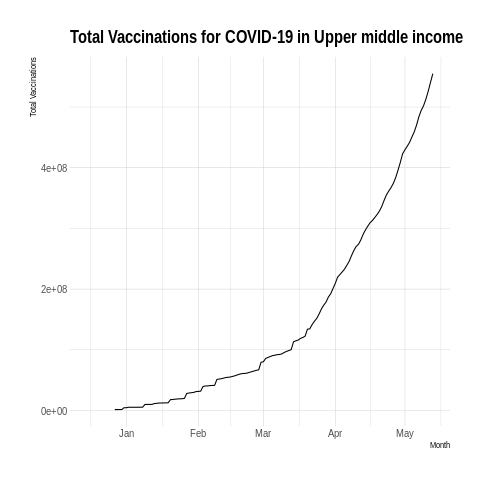 Total Vaccinations for COVID-19 in Upper middle income
Total Vaccinations
4e+08
2e+08
0e+00
Jan Feb Mar Apr May
Month